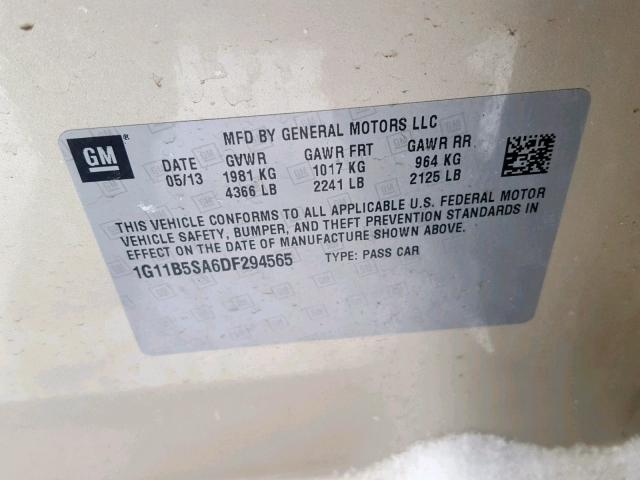 GM
MFD BY GENERAL MOTORS LLC
DATE GVWR GAWR FRT GAWR RR
05/13 1981 KG 1017 KG 964 KG
4366 LB 2241 LB 2125 LB
THIS VEHICLE CONFORMS TO ALL APPLICABLE U.S. FEDERAL MOTOR
VEHICLE SAFETY, BUMPER, AND THEFT PREVENTION STANDARDS IN
EFFECT ON THE DATE OF MANUFACTURE SHOWN ABOVE.
1G11B5SA6DF294565 TYPE: PASS CAR